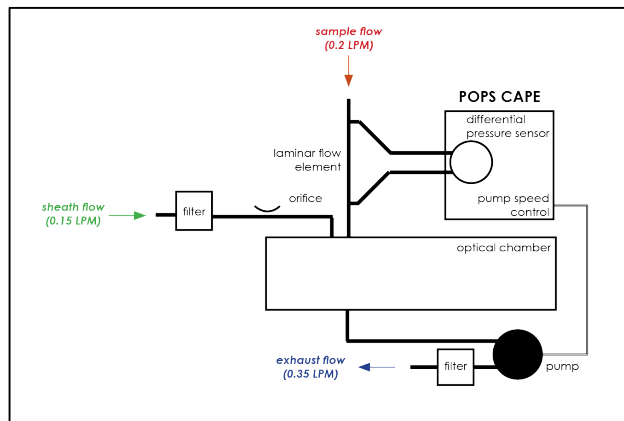 sample flow
(0.2 LPM)
POPS CAPE
differential
pressure sensor
laminar flow
element
pump speed
control
sheath flow
(0.15 LPM)
filter
orifice
optical chamber
exhaust flow
(0.35 LPM)
filter
pump